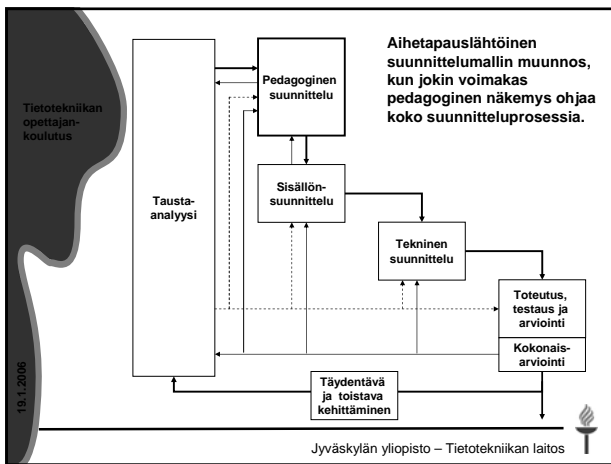 Aihetapauslähtöinen
suunnittelumallin muunnos,
kun jokin voimakas
pedagoginen näkemys ohjaa
koko suunnitteluprosessia.
Tietotekniikan
opettajan-
koulutus
Pedagoginen
suunnittelu
Tausta-
analyysi
Sisällön-
suunnittelu
Tekninen
suunnittelu
Toteutus,
testaus ja
arviointi
Kokonais-
arviointi
Täydentävä
ja toistava
kehittäminen
19.1.2006
Jyväskylän yliopisto – Tietotekniikan laitos